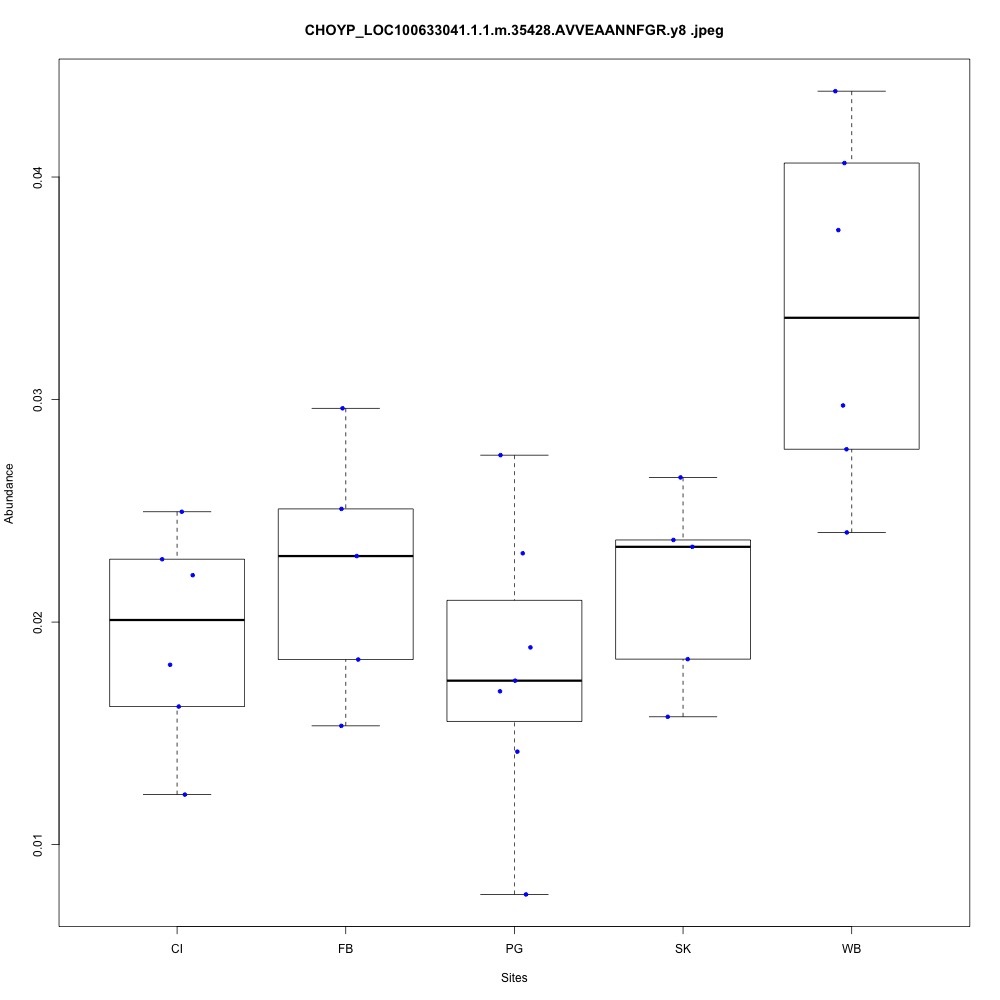 CHOYP_LOC100633041.1.1.m.35428.AVVEAANNFGR.y8 .jpeg
Abundance
0.04
0.03
0.02
0.01
CI FB PG SK WB
Sites